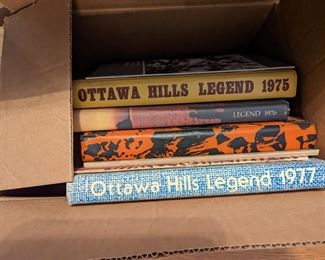 OTTAWA HILLS LEGEND 1975
LEGEND 1976
Ottawa Hills Legend 1977